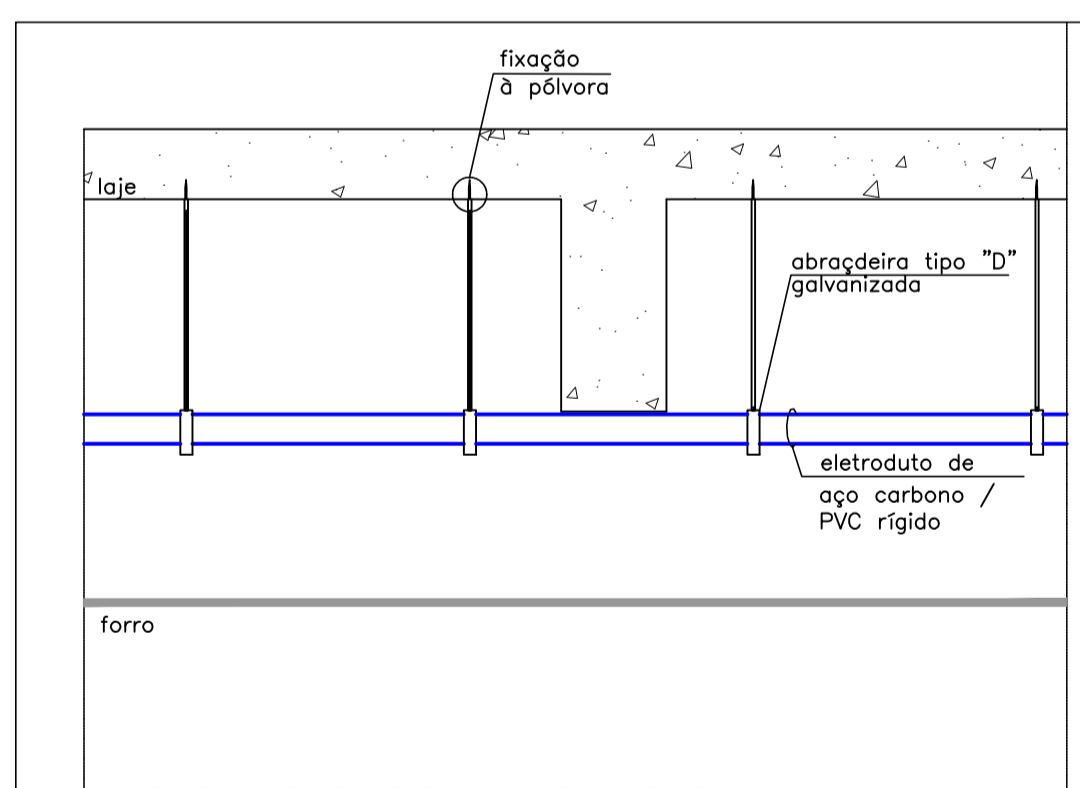 fixação
à pólvora
laje
abraçdeira tipo "D"
galvanizada
eletroduto de
aço carbono /
PVC rígido
forro